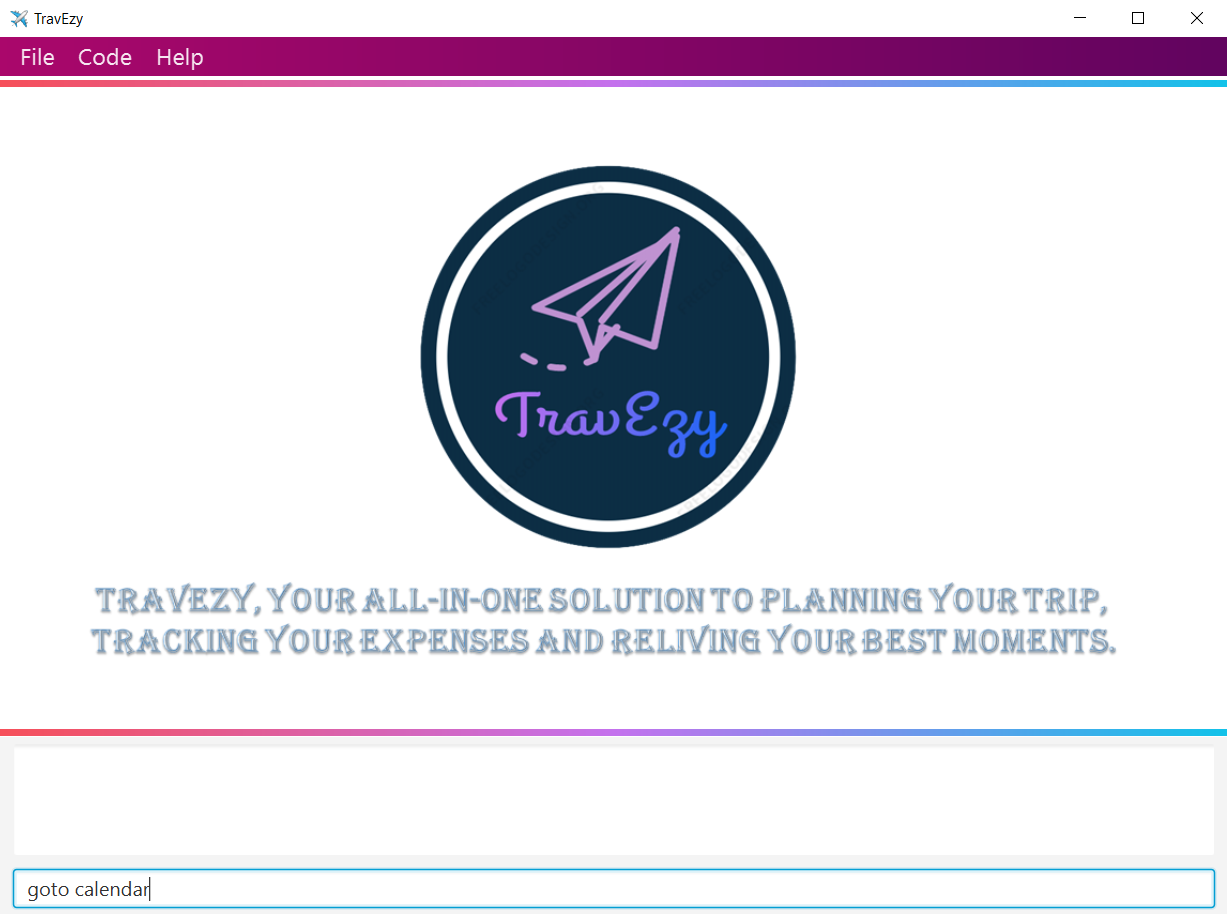 TravEzy
File Code Help
TravEzy
TRAVEZY, YOUR ALL-IN-ONE SOLUTION TO PLANNING YOUR TRIP,
TRACKING YOUR EXPENSES AND RELIVING YOUR BEST MOMENTS.
goto calendar